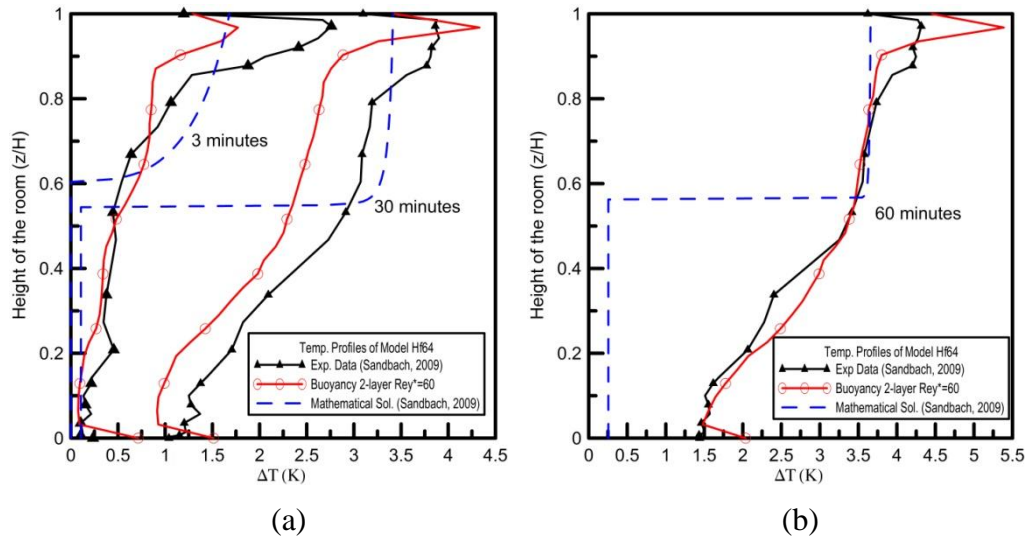 1
0.8
0.6
0.4
0.2
0
Height of the room (z/H)
3 minutes
30 minutes
Temp. Profiles of Model Hf64
Exp. Data (Sandbach, 2009)
Buoyancy 2-layer Rey*=60
Mathematical Sol. (Sandbach, 2009)
0 0.5 1 1.5 2 2.5 3 3.5 4 4.5
ΔT (K)
(a)
1
0.8
0.6
0.4
0.2
0
Height of the room (z/H)
60 minutes
Temp. Profiles of Model Hf64
Exp. Data (Sandbach, 2009)
Buoyancy 2-layer Rey*=60
Mathematical Sol. (Sandbach, 2009)
0 0.5 1 1.5 2 2.5 3 3.5 4 4.5 5 5.5
ΔT (K)
(b)